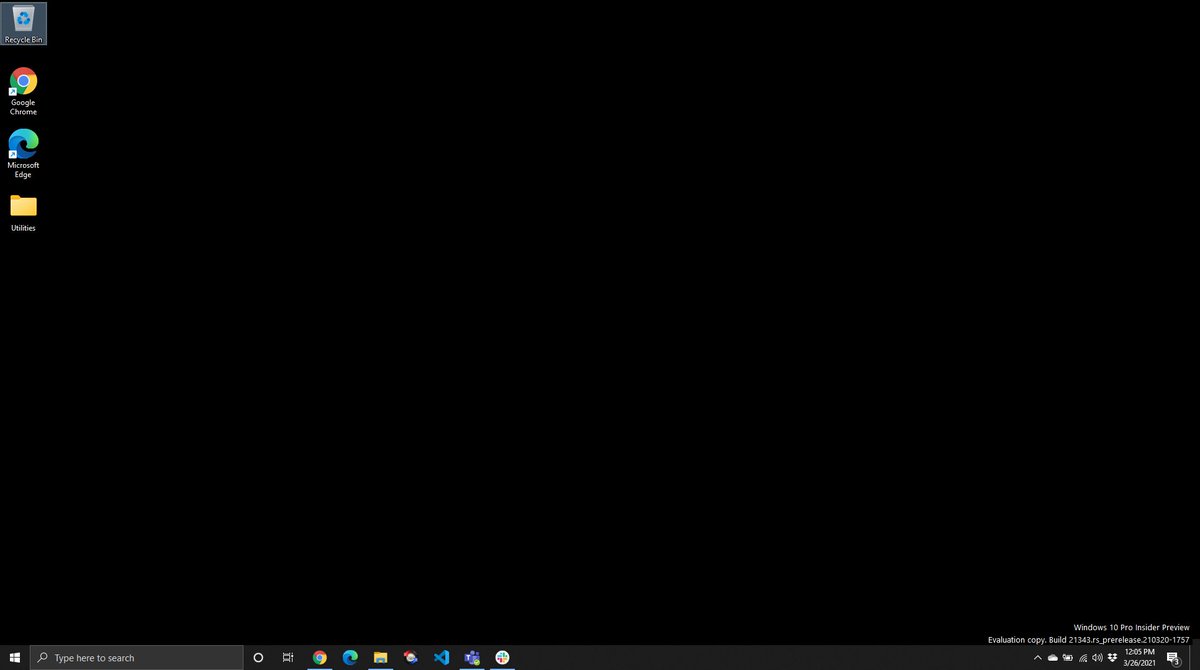 Recycle Bin
Google
Chrome
Microsoft
Edge
Utilities
Windows 10 Pro Insider Preview
Evaluation copy. Build 21343.rs_prerelease.210320-1757
Type here to search
12:05 PM
3/26/2021
3